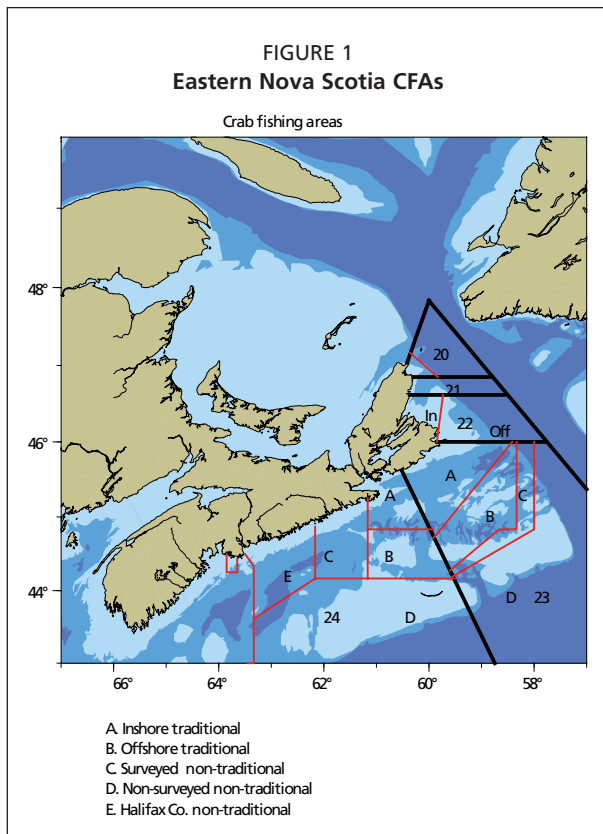 FIGURE 1
Eastern Nova Scotia CFAs
Crab fishing areas
48°
20
21
In
22
Off
46°
A
A
C
B
C
B
E
44°
D 23
24
D
66° 64° 62° 60° 58°
A. Inshore traditional
B. Offshore traditional
C. Surveyed non-traditional
D. Non-surveyed non-traditional
E. Halifax Co. non-traditional